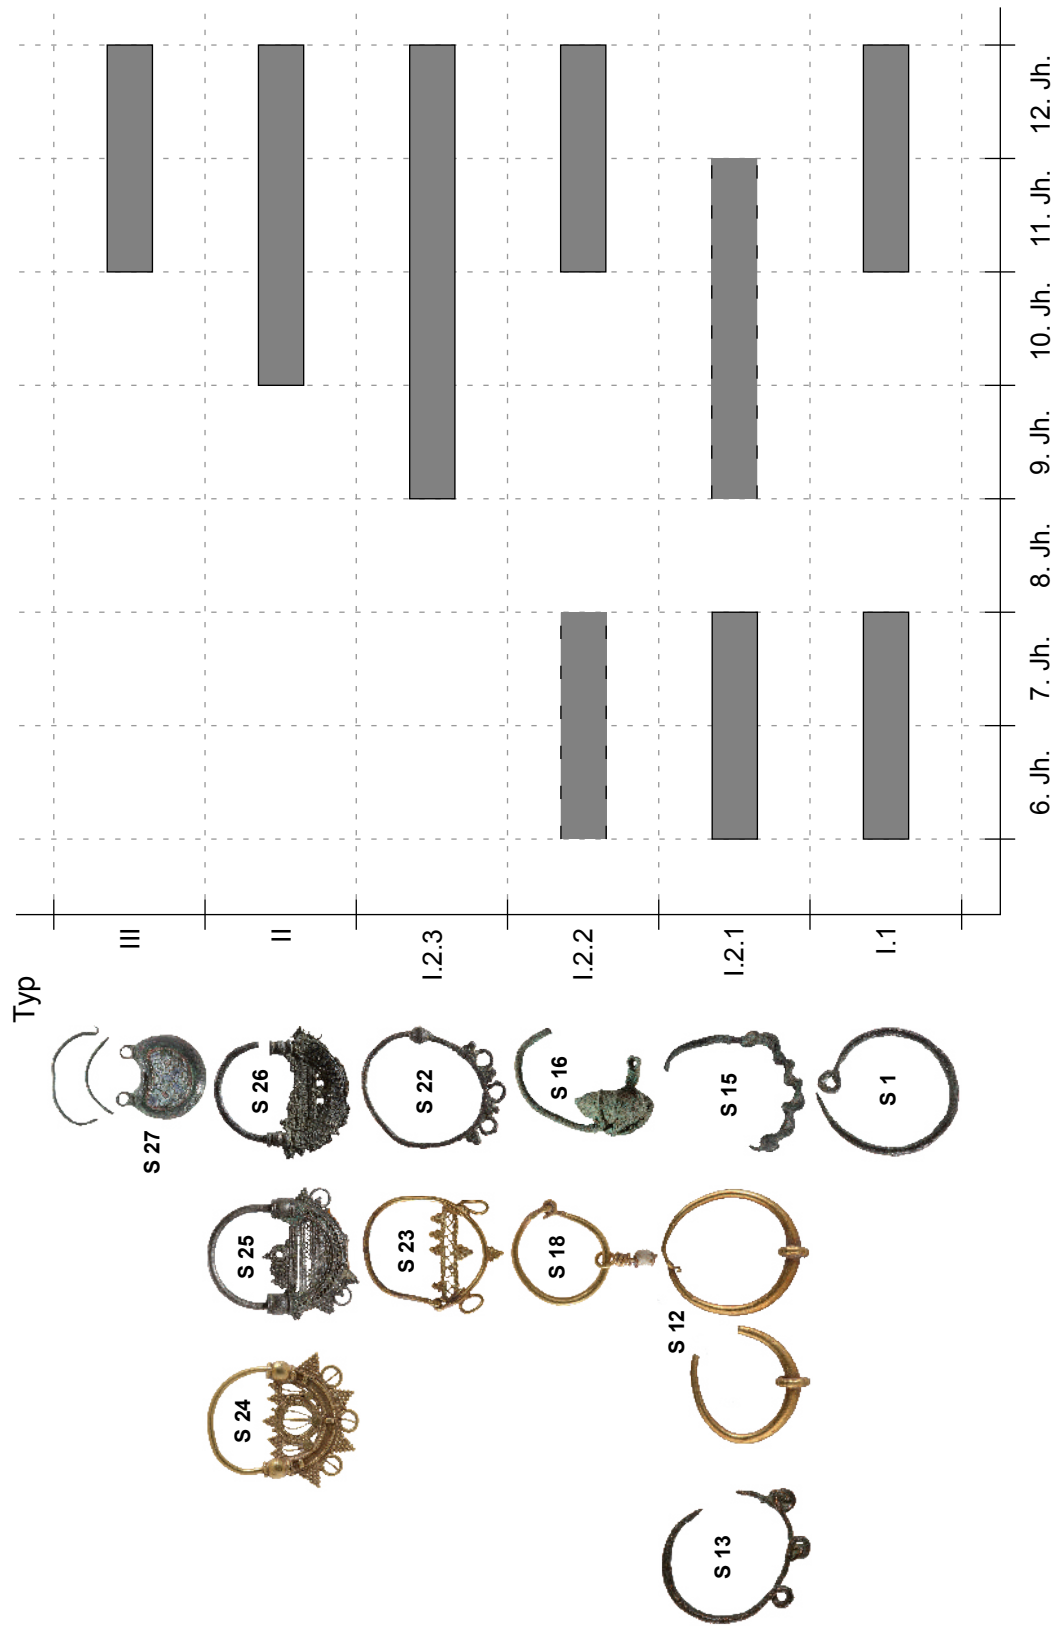 Typ
III
II
I.2.3
I.2.2
I.2.1
I.1
S 27
S 24
S 25
S 26
S 23
S 22
S 18
S 16
S 13
S 12
S 15
S 1
6. Jh.
7. Jh.
8. Jh.
9. Jh.
10. Jh.
11. Jh.
12. Jh.